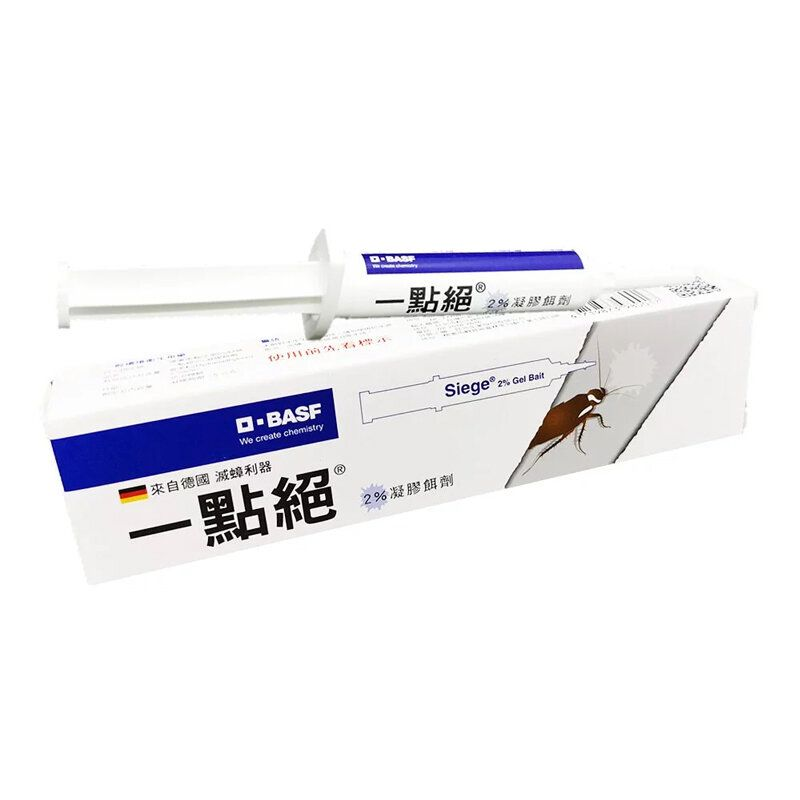 BASF
We create chemistry
一點絕®
2%凝膠餌劑
使用前先看標示
BASF
We create chemistry
Siege® 2% Gel Bait
來自德國 滅蟑利器
一點絕®
2%凝膠餌劑